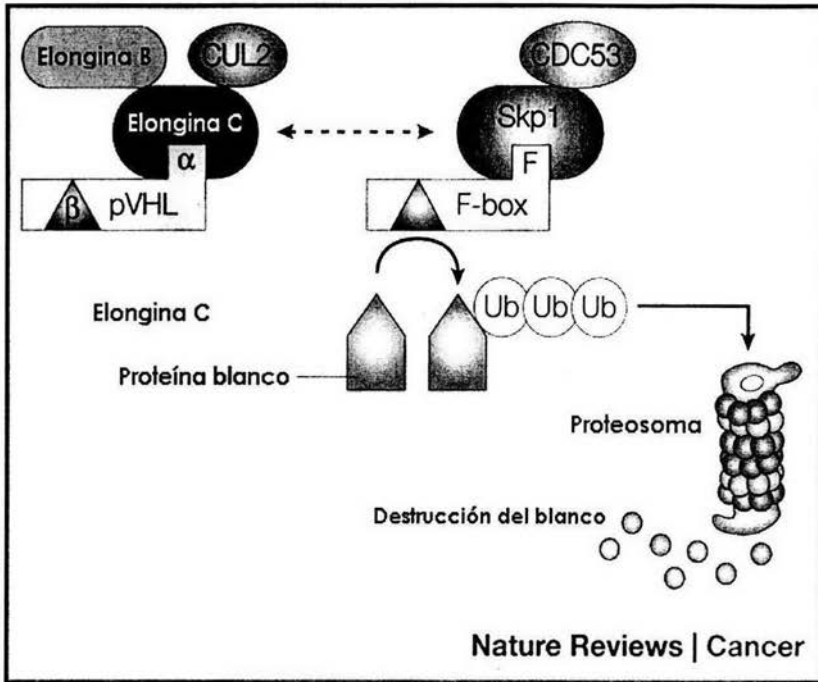 Elongina B
CUL2
CDC53
Elongina C
Skp1
α
F
β
pVHL
F-box
Elongina C
Ub Ub Ub
Proteína blanco
Proteosoma
Destrucción del blanco
Nature Reviews | Cancer